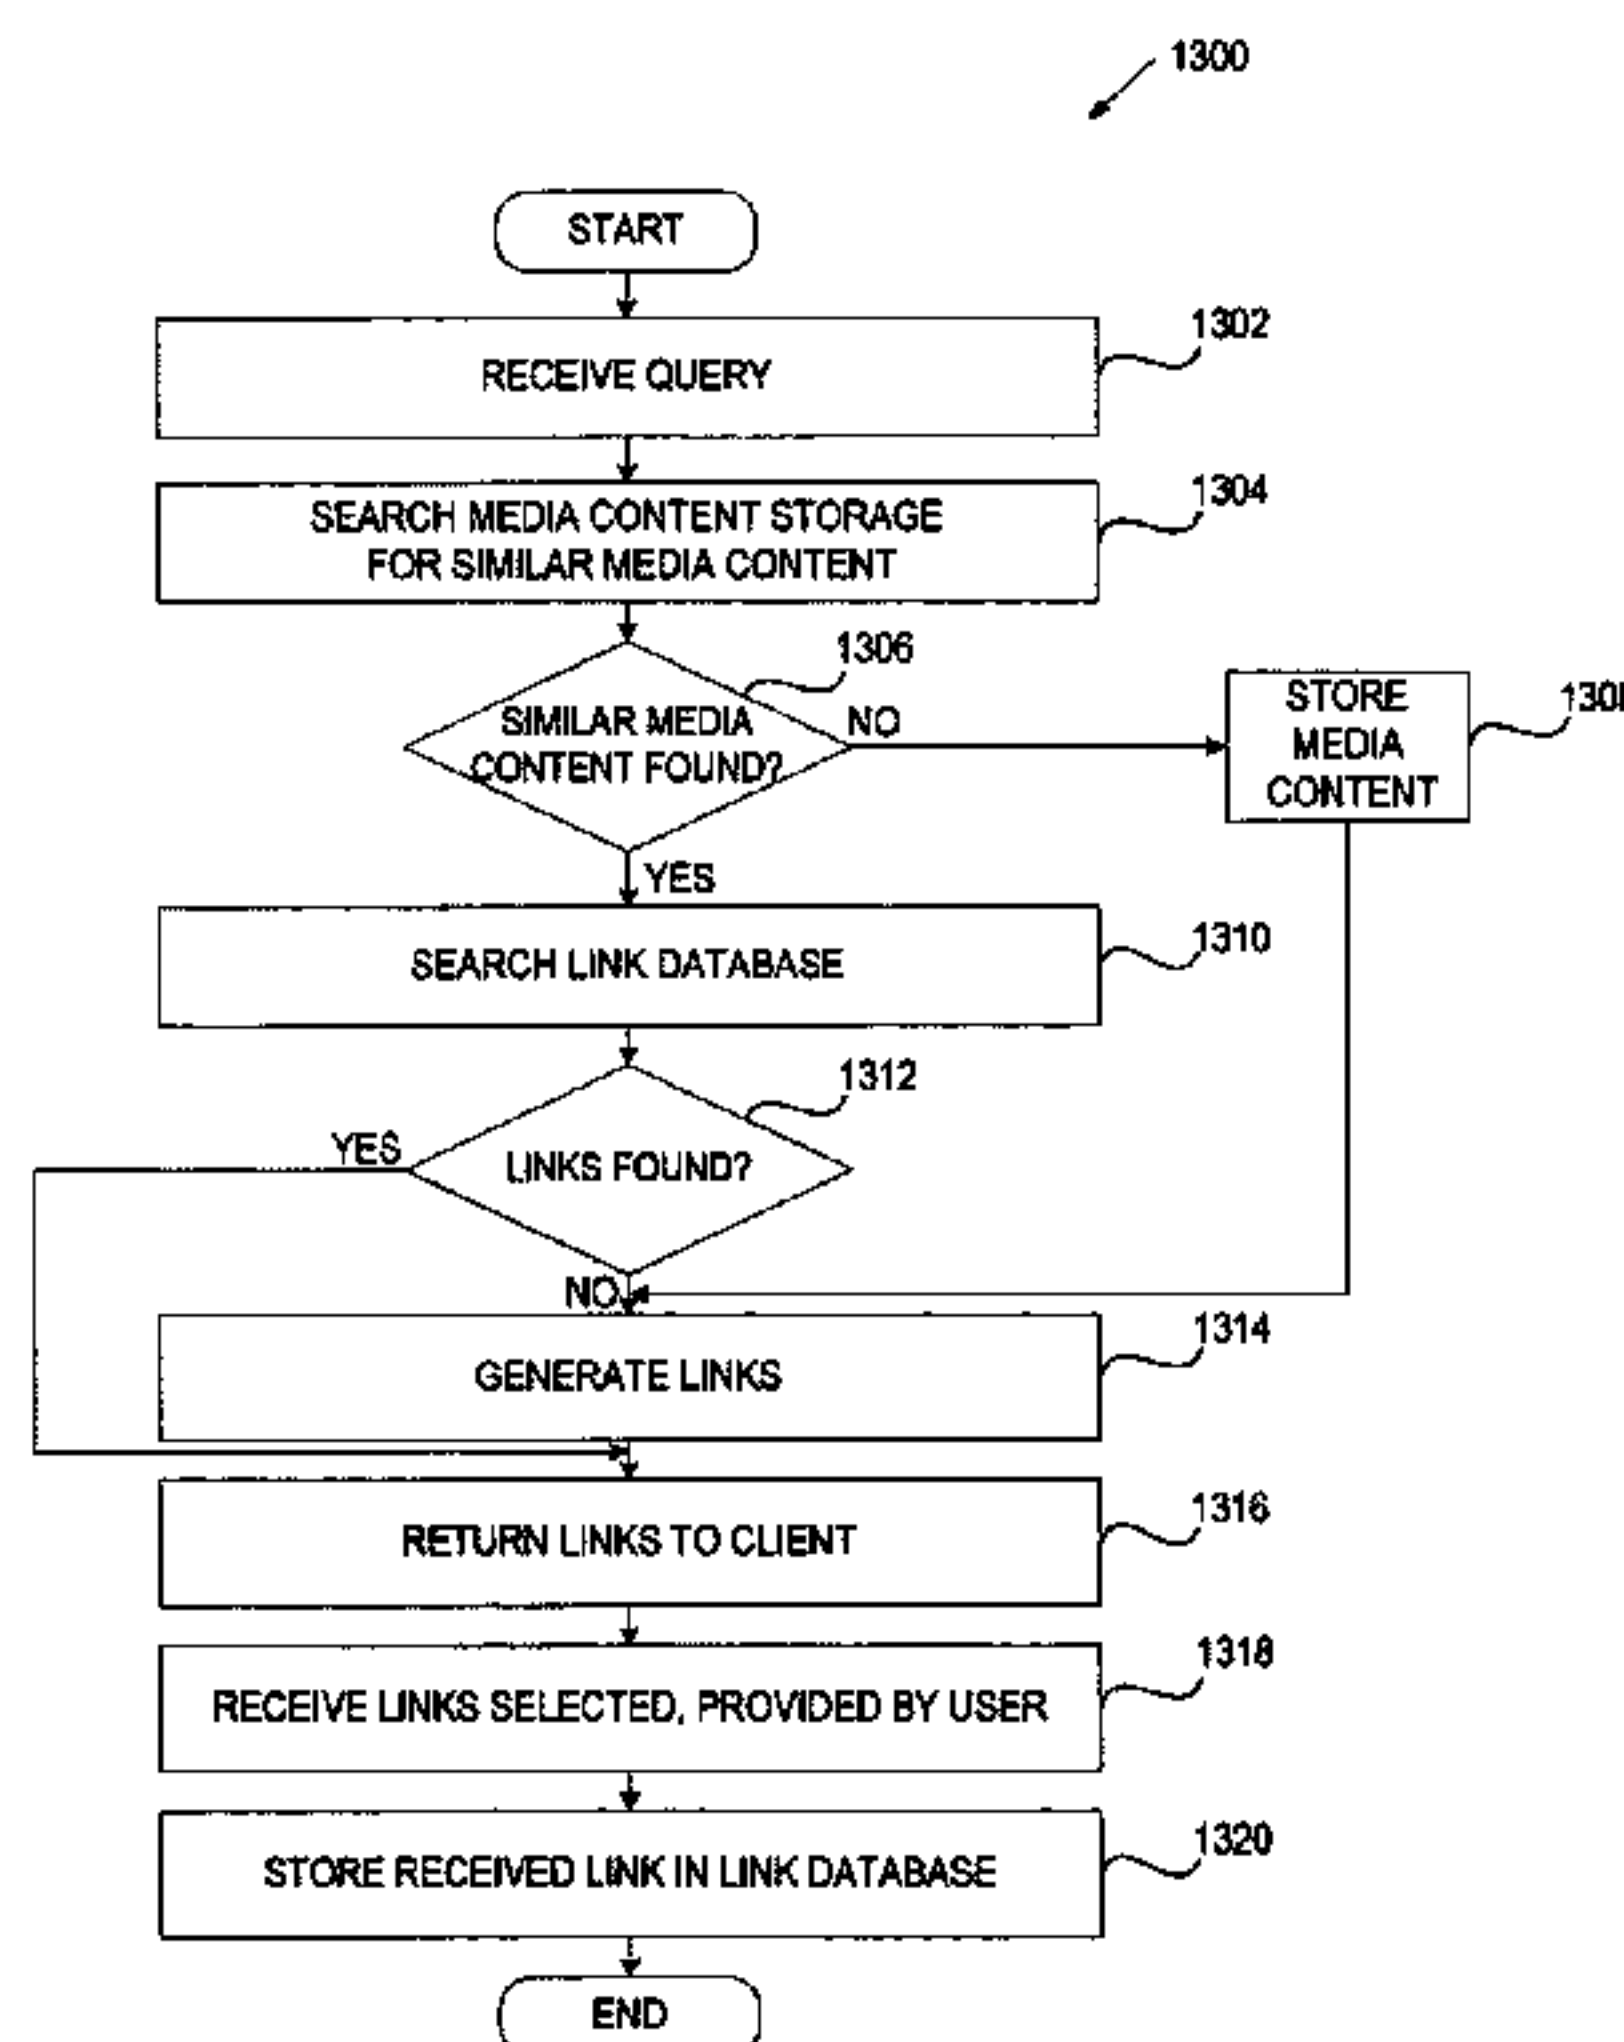 1300
START
RECEIVE QUERY
1302
SEARCH MEDIA CONTENT STORAGE
FOR SIMILAR MEDIA CONTENT
1304
1306
SIMILAR MEDIA
CONTENT FOUND?
NO
STORE
MEDIA
CONTENT
YES
SEARCH LINK DATABASE
1310
1312
YES
LINKS FOUND?
NO
GENERATE LINKS
1314
RETURN LINKS TO CLIENT
1316
RECEIVE LINKS SELECTED, PROVIDED BY USER
1318
STORE RECEIVED LINK IN LINK DATABASE
1320
END